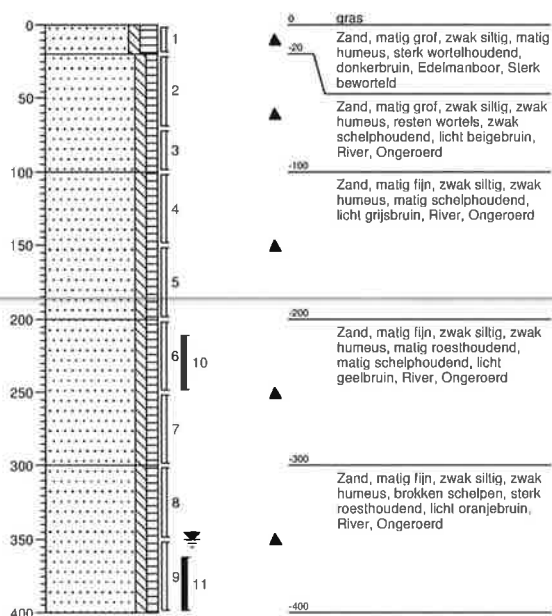 0
50
100
150
200
250
300
350
400
1
2
3
4
5
6
10
7
8
9
11
0 gras
Zand, matig grof, zwak siltig, matig
humeus, sterk wortelhoudend,
donkerbruin, Edelmanboor, Sterk
beworteld
-20
Zand, matig grof, zwak siltig, zwak
humeus, resten wortels, zwak
schelphoudend, licht beigebruin,
River, Ongeroerd
-100
Zand, matig fijn, zwak siltig, zwak
humeus, matig schelphoudend,
licht grijsbruin, River, Ongeroerd
-200
Zand, matig fijn, zwak siltig, zwak
humeus, matig roesthoudend,
matig schelphoudend, licht
geelbruin, River, Ongeroerd
-300
Zand, matig fijn, zwak siltig, zwak
humeus, brokken schelpen, sterk
roesthoudend, licht oranjebruin,
River, Ongeroerd
-400